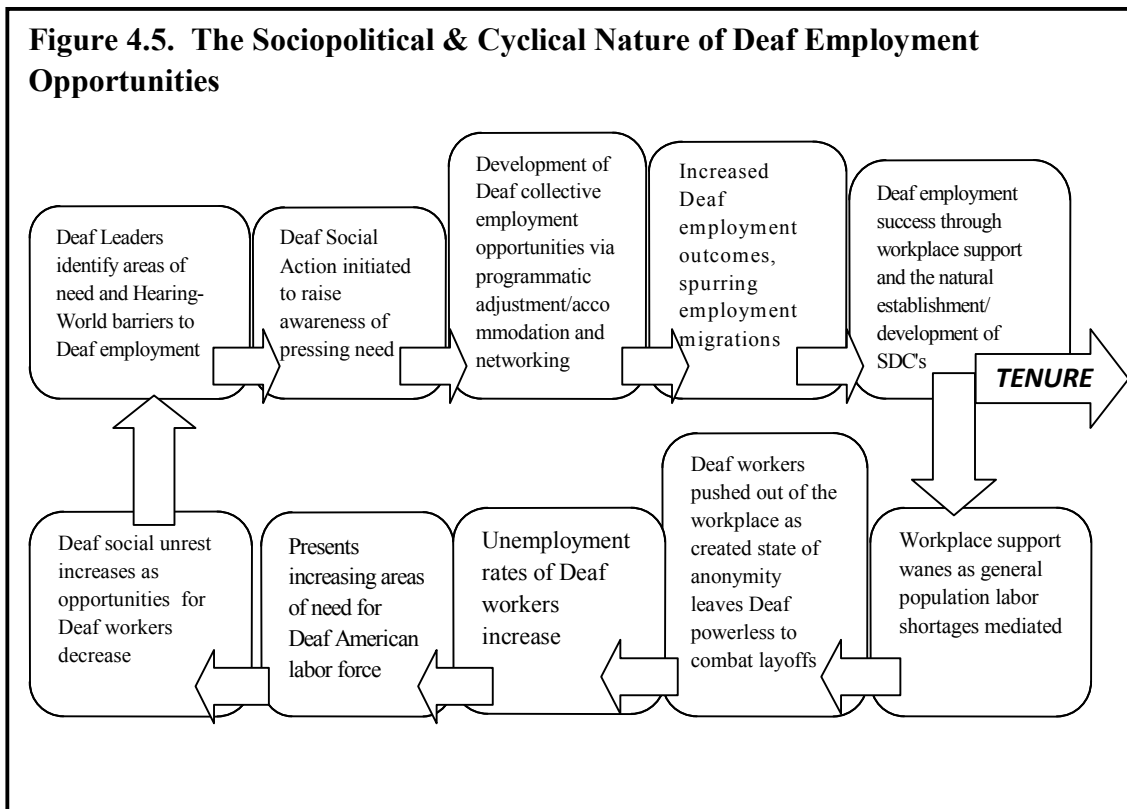 Figure 4.5. The Sociopolitical & Cyclical Nature of Deaf Employment
Opportunities
Deaf Leaders
identify areas of
need and Hearing-
World barriers to
Deaf employment
Deaf Social
Action initiated
to raise
awareness of
pressing need
Development of
Deaf collective
employment
opportunities via
programmatic
adjustment/acco
mmodation and
networking
Increased
Deaf
employment
outcomes,
spurring
employment
migrations
Deaf employment
success through
workplace support
and the natural
establishment/
development of
SDC's
TENURE
Workplace support
wanes as general
population labor
shortages mediated
Deaf workers
pushed out of the
workplace as
created state of
anonymity
leaves Deaf
powerless to
combat layoffs
Unemployment
rates of Deaf
workers
increase
Presents
increasing areas
of need for
Deaf American
labor force
Deaf social unrest
increases as
opportunities for
Deaf workers
decrease